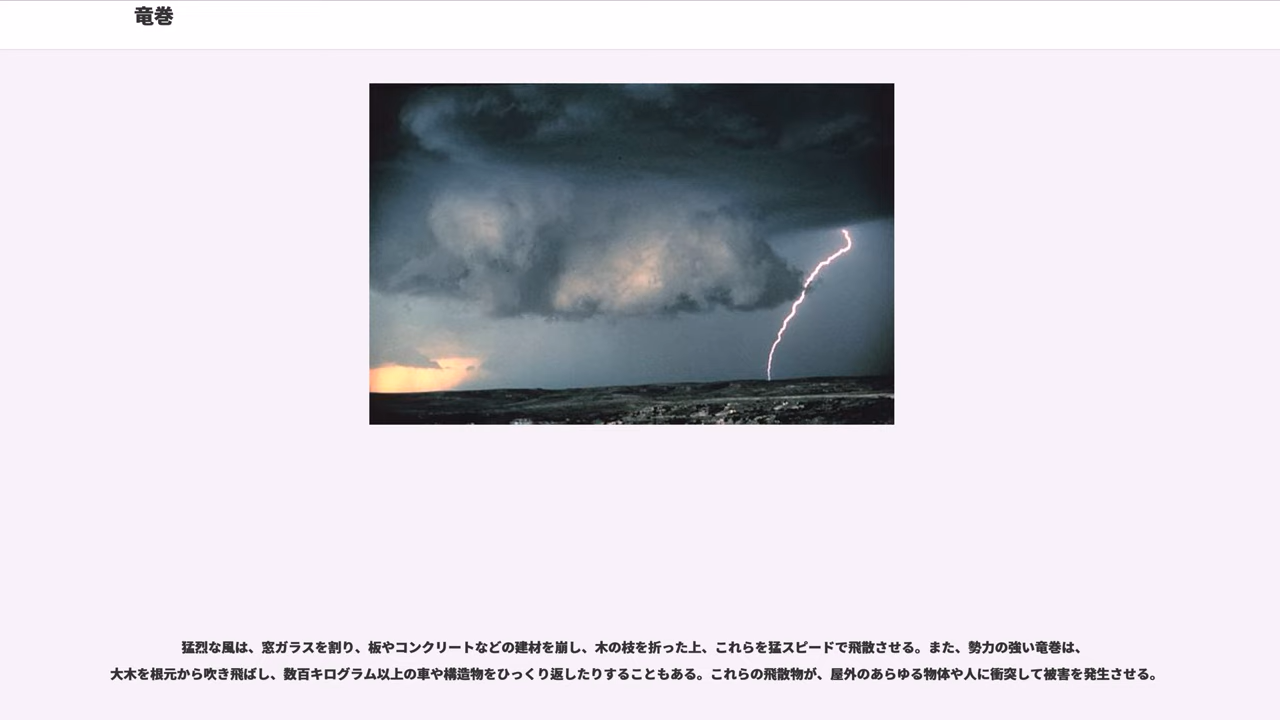 竜巻
猛烈な風は、窓ガラスを割り、板やコンクリートなどの建材を崩し、木の枝を折った上、これらを猛スピードで飛散させる。また、勢力の強い竜巻は、
大木を根元から吹き飛ばし、数百キログラム以上の車や構造物をひっくり返したりすることもある。これらの飛散物が、屋外のあらゆる物体や人に衝突して被害を発生させる。